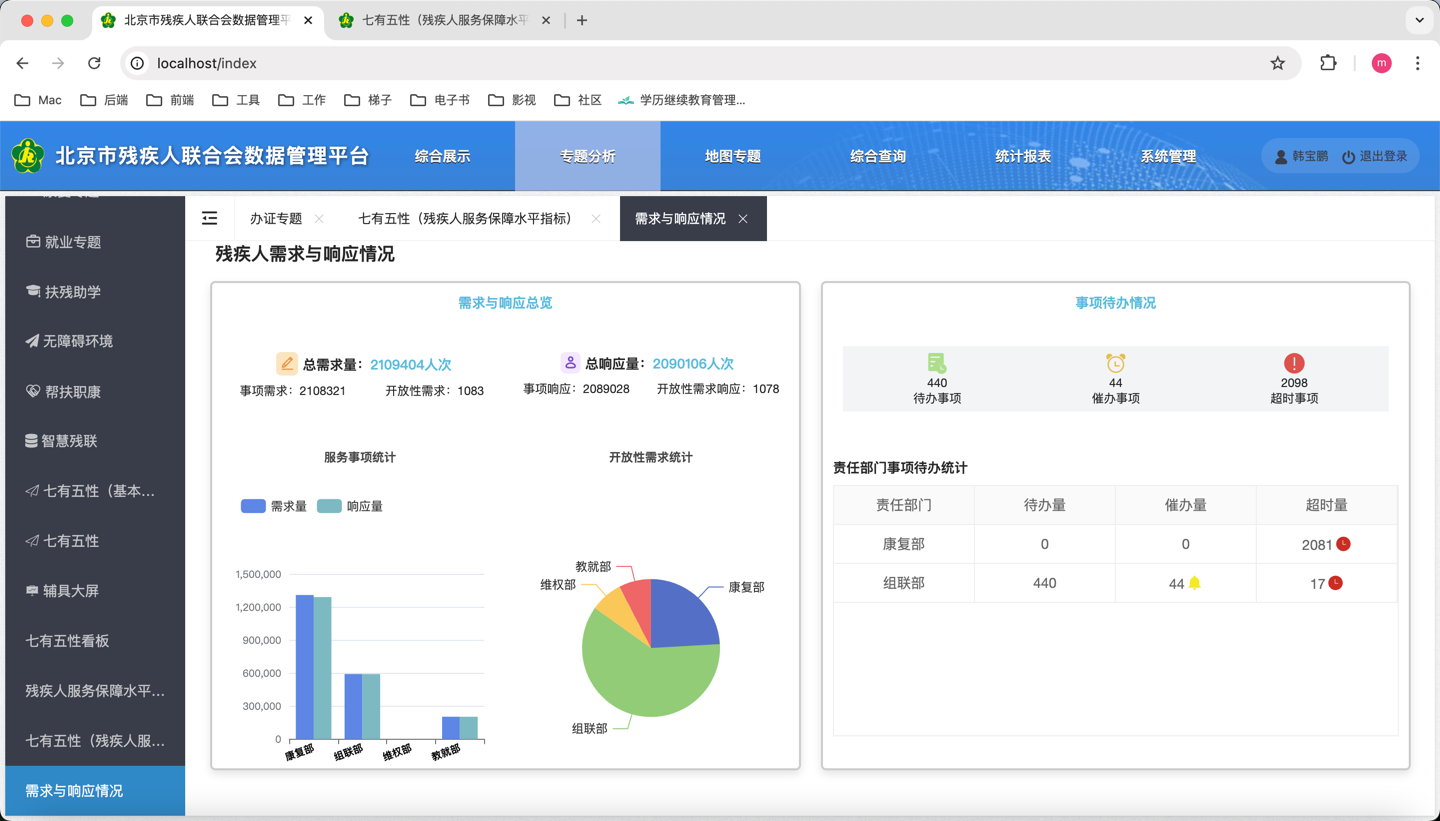 北京市残疾人联合会数据管理平
七有五性（残疾人服务保障水平
localhost/index
m
Mac
后端
前端
工具
工作
梯子
电子书
影视
社区
学历继续教育管理...
北京市残疾人联合会数据管理平台
综合展示
专题分析
地图专题
综合查询
统计报表
系统管理
韩宝鹏
退出登录
就业专题
扶残助学
无障碍环境
帮扶职康
智慧残联
七有五性（基本...
七有五性
辅具大屏
七有五性看板
残疾人服务保障水平...
七有五性（残疾人服...
需求与响应情况
办证专题
七有五性（残疾人服务保障水平指标）
需求与响应情况
残疾人需求与响应情况
需求与响应总览
总需求量：2109404人次
事项需求：2108321 开放性需求：1083
总响应量：2090106人次
事项响应：2089028 开放性需求响应：1078
服务事项统计
需求量 响应量
1,500,000
1,200,000
900,000
600,000
300,000
0
康复部 组联部 维权部 教就部
开放性需求统计
教就部
维权部
康复部
组联部
事项待办情况
440 44 2098
待办事项 催办事项 超时事项
责任部门事项待办统计
责任部门 待办量 催办量 超时量
康复部 0 0 2081
组联部 440 44 17